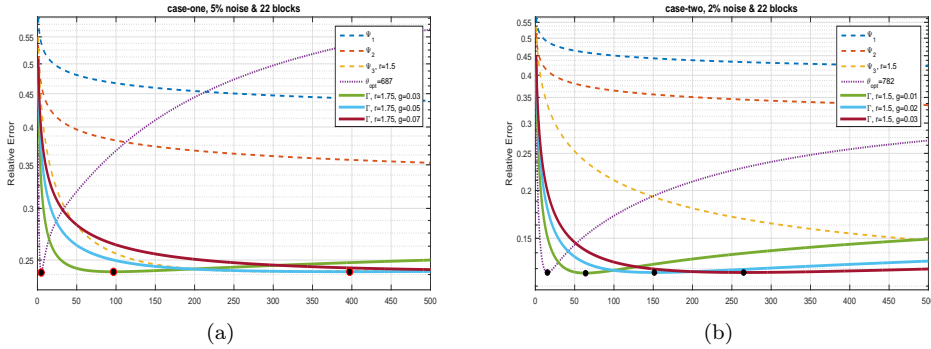 case-one, 5% noise & 22 blocks
Relative Error
0.55
0.5
0.45
0.4
0.35
0.3
0.25
Ψ1
Ψ2
Ψ3, r=1.5
θopt=687
Γ, r=1.75, g=0.03
Γ, r=1.75, g=0.05
Γ, r=1.75, g=0.07
0 50 100 150 200 250 300 350 400 450 500
(a)
case-two, 2% noise & 22 blocks
Relative Error
0.55
0.5
0.45
0.4
0.35
0.3
0.25
0.2
0.15
Ψ1
Ψ2
Ψ3, r=1.5
θopt=782
Γ, r=1.5, g=0.01
Γ, r=1.5, g=0.02
Γ, r=1.5, g=0.03
0 50 100 150 200 250 300 350 400 450 500
(b)